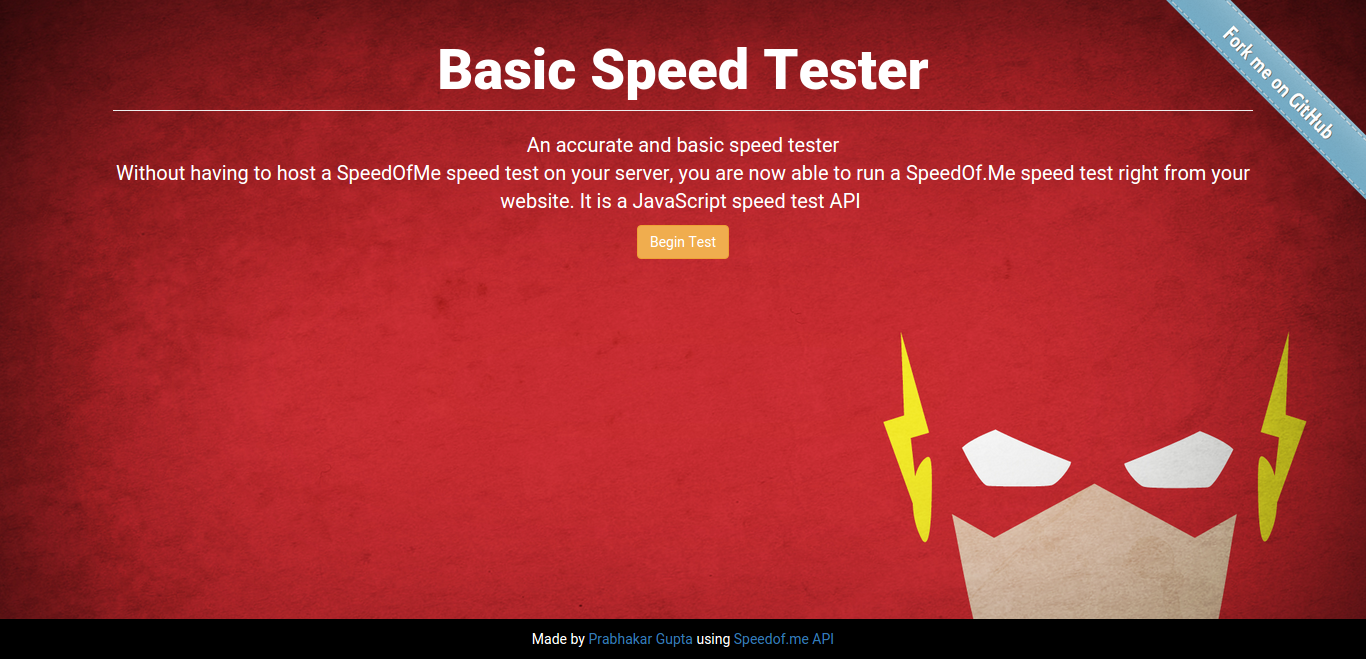 Basic Speed Tester
Fork me on GitHub
An accurate and basic speed tester
Without having to host a SpeedOfMe speed test on your server, you are now able to run a SpeedOf.Me speed test right from your
website. It is a JavaScript speed test API
Begin Test
Made by Prabhakar Gupta using Speedof.me API